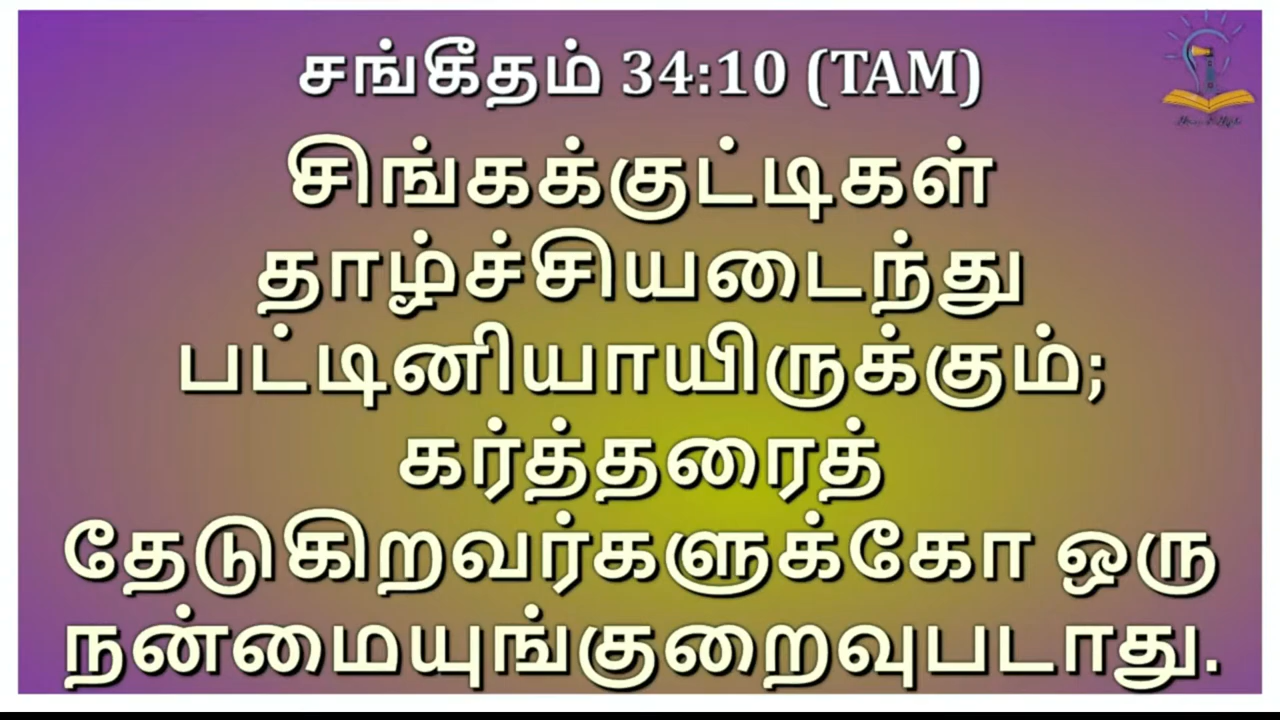 சங்கீதம் 34:10 (TAM)
சிங்கக்குட்டிகள்
தாழ்ச்சியடைந்து
பட்டினியாயிருக்கும்;
கர்த்தரைத்
தேடுகிறவர்களுக்கோ ஒரு
நன்மையுங்குறைவுபடாது.